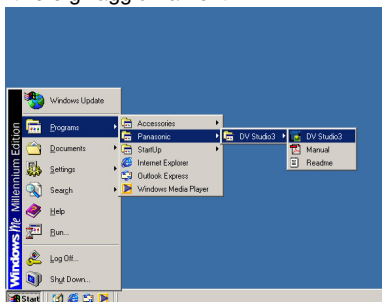 Windows Update
Programs
Documents
Settings
Search
Help
Run...
Log Off...
Shut Down...
Windows Me Millennium Edition
Accessories
Panasonic
StartUp
Internet Explorer
Outlook Express
Windows Media Player
DV Studio3
DV Studio3
Manual
Readme
Start